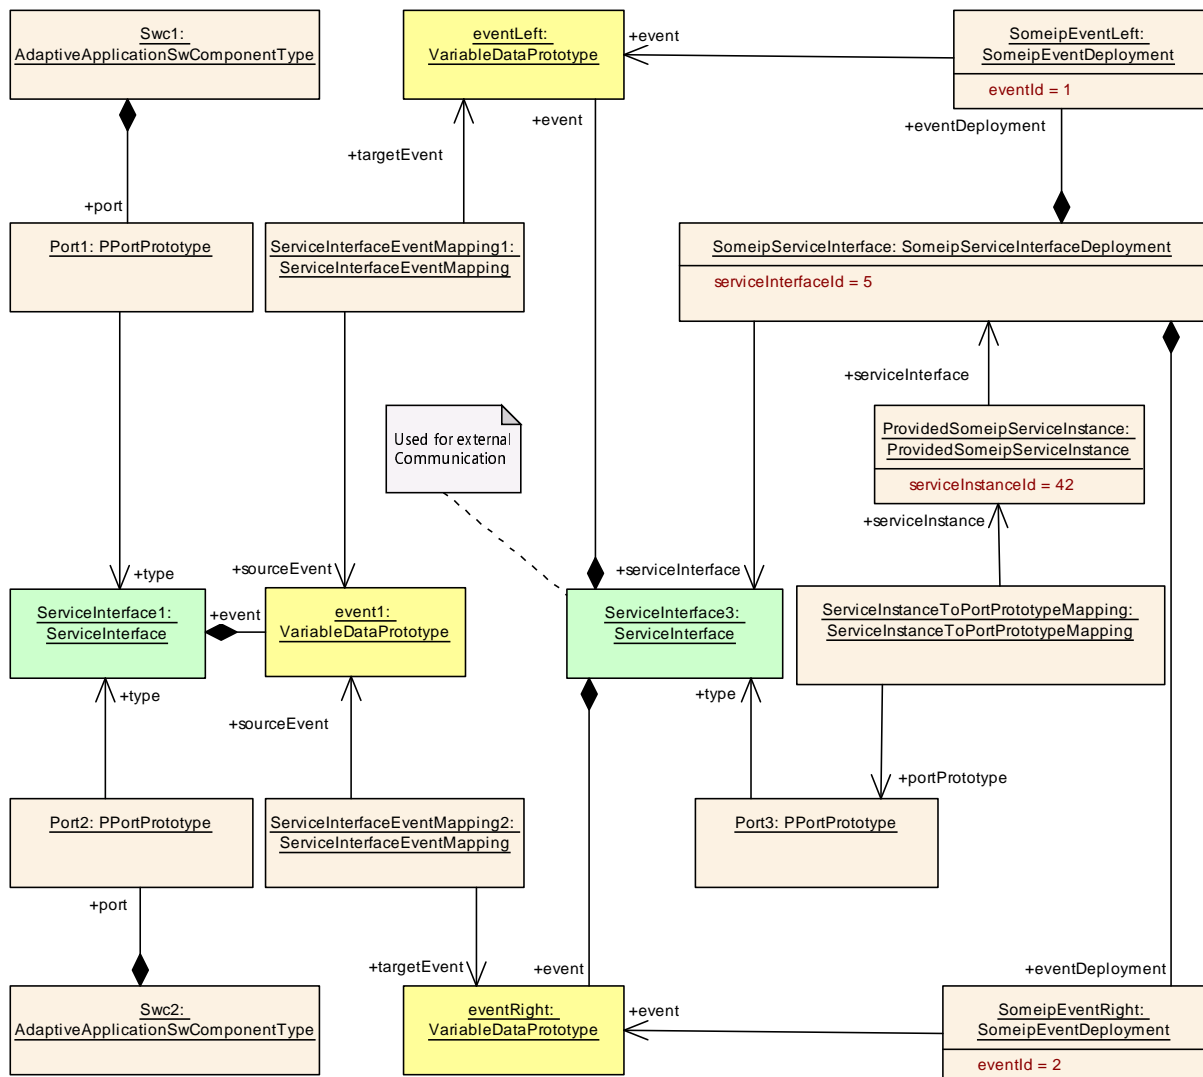 Swc1:
AdaptiveApplicationSwComponentType
eventLeft:
VariableDataPrototype
+event
SomeipEventLeft:
SomeipEventDeployment
eventId = 1
+event
+eventDeployment
+targetEvent
+port
Port1: PPortPrototype
ServiceInterfaceEventMapping1:
ServiceInterfaceEventMapping
SomeipServiceInterface: SomeipServiceInterfaceDeployment
serviceInterfaceId = 5
+serviceInterface
Used for external
Communication
ProvidedSomeipServiceInstance:
ProvidedSomeipServiceInstance
serviceInstanceId = 42
+serviceInstance
+type
+sourceEvent
+serviceInterface
ServiceInterface1:
ServiceInterface
+event
event1:
VariableDataPrototype
ServiceInterface3:
ServiceInterface
ServiceInstanceToPortPrototypeMapping:
ServiceInstanceToPortPrototypeMapping
+type
+sourceEvent
+type
+portPrototype
Port2: PPortPrototype
ServiceInterfaceEventMapping2:
ServiceInterfaceEventMapping
Port3: PPortPrototype
+port
+targetEvent
+event
+eventDeployment
Swc2:
AdaptiveApplicationSwComponentType
eventRight:
VariableDataPrototype
+event
SomeipEventRight:
SomeipEventDeployment
eventId = 2